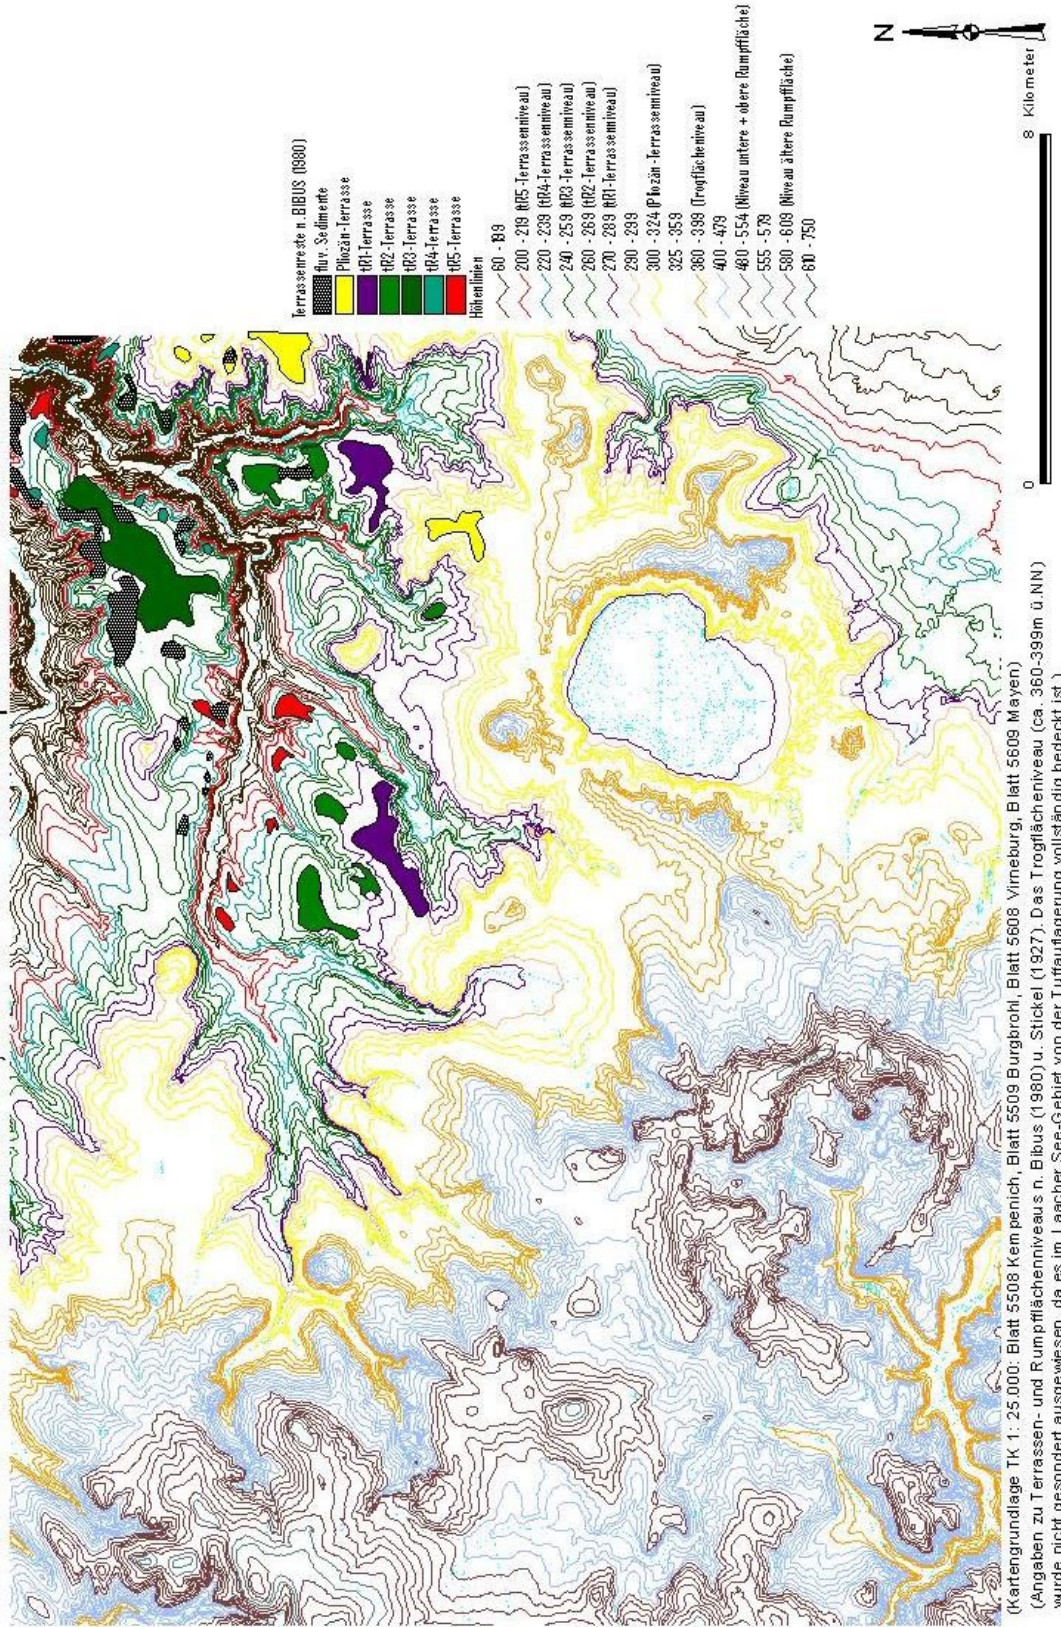 N
Terrassenreste n. BIBUS (1980)
fluv. Sedimente
Pliozän-Terrasse
tR1-Terrasse
tR2-Terrasse
tR3-Terrasse
tR4-Terrasse
tR5-Terrasse
Höhenlinien
60 - 199
200 - 219 (tR5-Terrassenniveau)
220 - 239 (tR4-Terrassenniveau)
240 - 259 (tR3-Terrassenniveau)
260 - 269 (tR2-Terrassenniveau)
270 - 289 (tR1-Terrassenniveau)
290 - 299
300 - 324 (Pliozän-Terrassenniveau)
325 - 359
360 - 399 (Trogflächeniveau)
400 - 479
480 - 554 (Niveau untere + obere Rumpffläche)
555 - 579
580 - 609 (Niveau ältere Rumpffläche)
610 - 750
0 8 Kilometer
(Kartengrundlage TK 1: 25.000: Blatt 5508 Kempenich, Blatt 5509 Burgbrohl, Blatt 5608 Virneburg, Blatt 5609 Mayen)
(Angaben zu Terrassen- und Rumpfflächenniveaus n. Bibus (1980) u. Stickel (1927). Das Trogflächeniveau (ca. 360-399m ü.NN)
wurde nicht gesondert ausgewiesen, da es im Laacher See-Gebiet von der Tuffauflagerung vollständig bedeckt ist.)